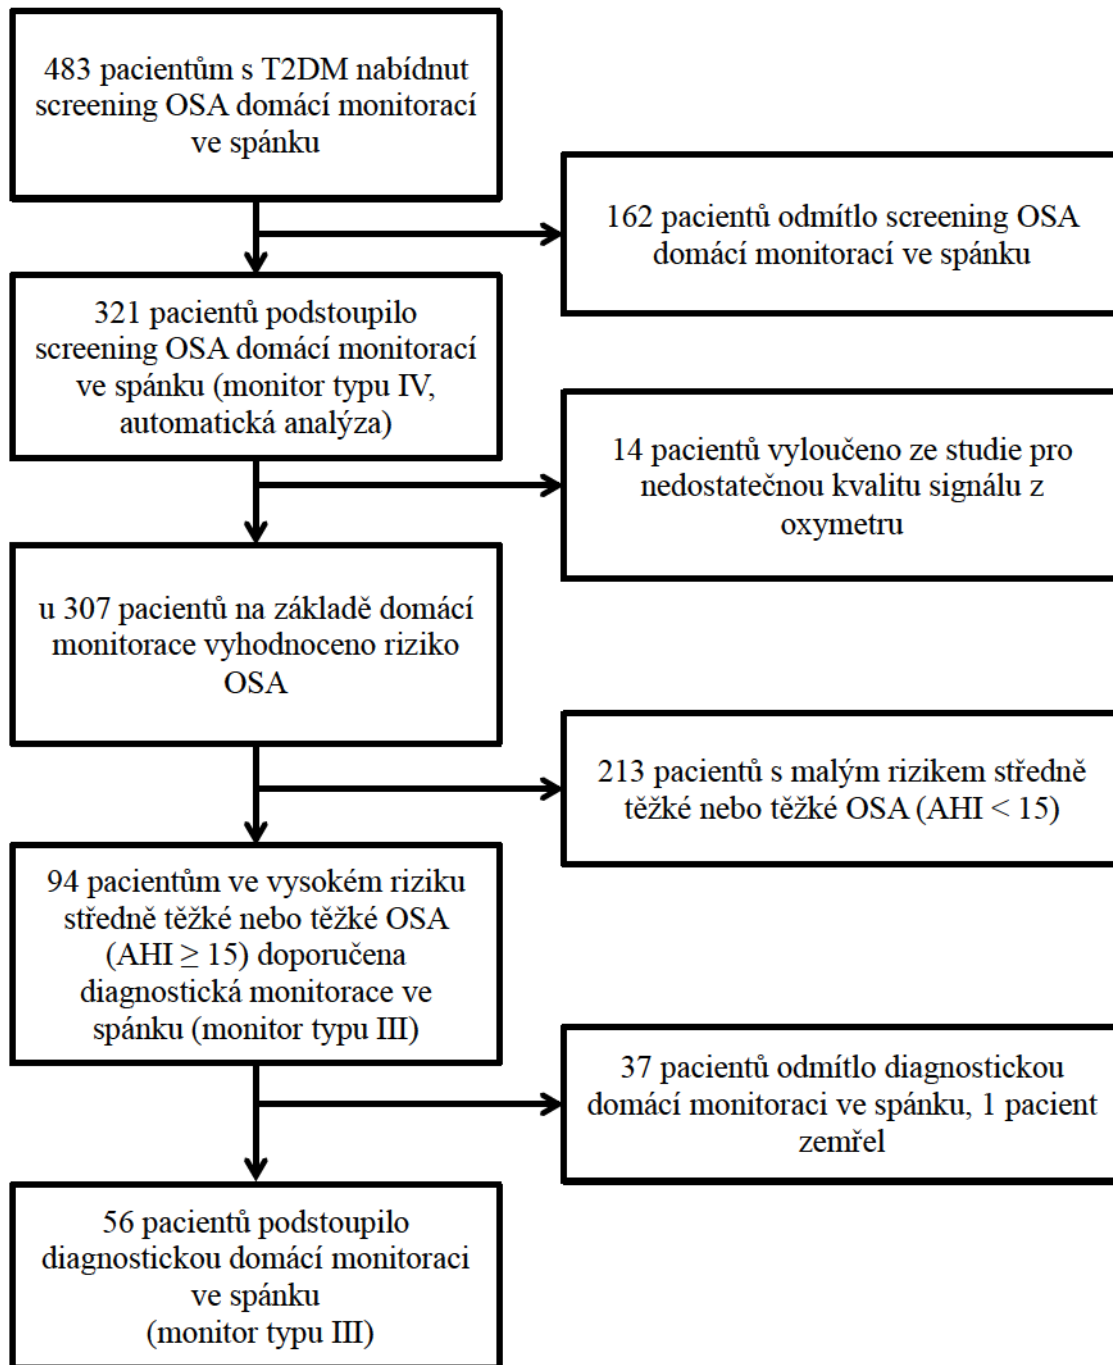 483 pacientům s T2DM nabídnut
screening OSA domácí monitorací
ve spánku
162 pacientů odmítlo screening OSA
domácí monitorací ve spánku
321 pacientů podstoupilo
screening OSA domácí monitorací
ve spánku (monitor typu IV,
automatická analýza)
14 pacientů vyloučeno ze studie pro
nedostatečnou kvalitu signálu z
oxymetru
u 307 pacientů na základě domácí
monitorace vyhodnoceno riziko
OSA
213 pacientů s malým rizikem středně
těžké nebo těžké OSA (AHI < 15)
94 pacientům ve vysokém riziku
středně těžké nebo těžké OSA
(AHI ≥ 15) doporučena
diagnostická monitorace ve
spánku (monitor typu III)
37 pacientů odmítlo diagnostickou
domácí monitoraci ve spánku, 1 pacient
zemřel
56 pacientů podstoupilo
diagnostickou domácí monitoraci
ve spánku
(monitor typu III)